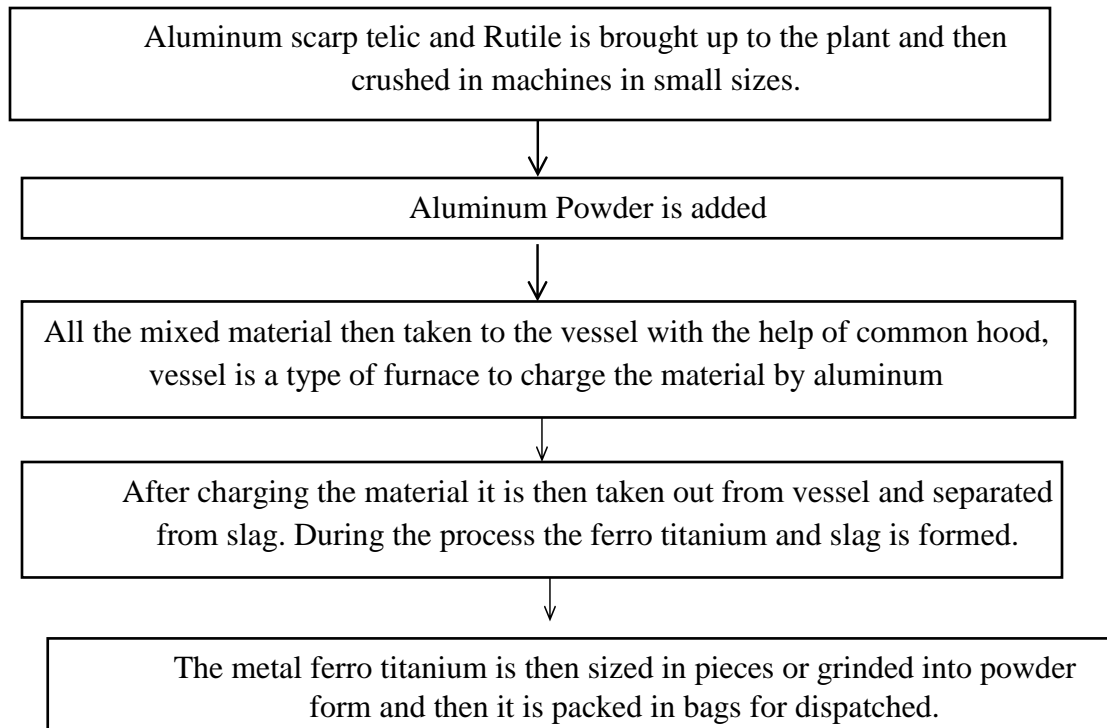 Aluminum scarp telic and Rutile is brought up to the plant and then
crushed in machines in small sizes.
Aluminum Powder is added
All the mixed material then taken to the vessel with the help of common hood,
vessel is a type of furnace to charge the material by aluminum
After charging the material it is then taken out from vessel and separated
from slag. During the process the ferro titanium and slag is formed.
The metal ferro titanium is then sized in pieces or grinded into powder
form and then it is packed in bags for dispatched.